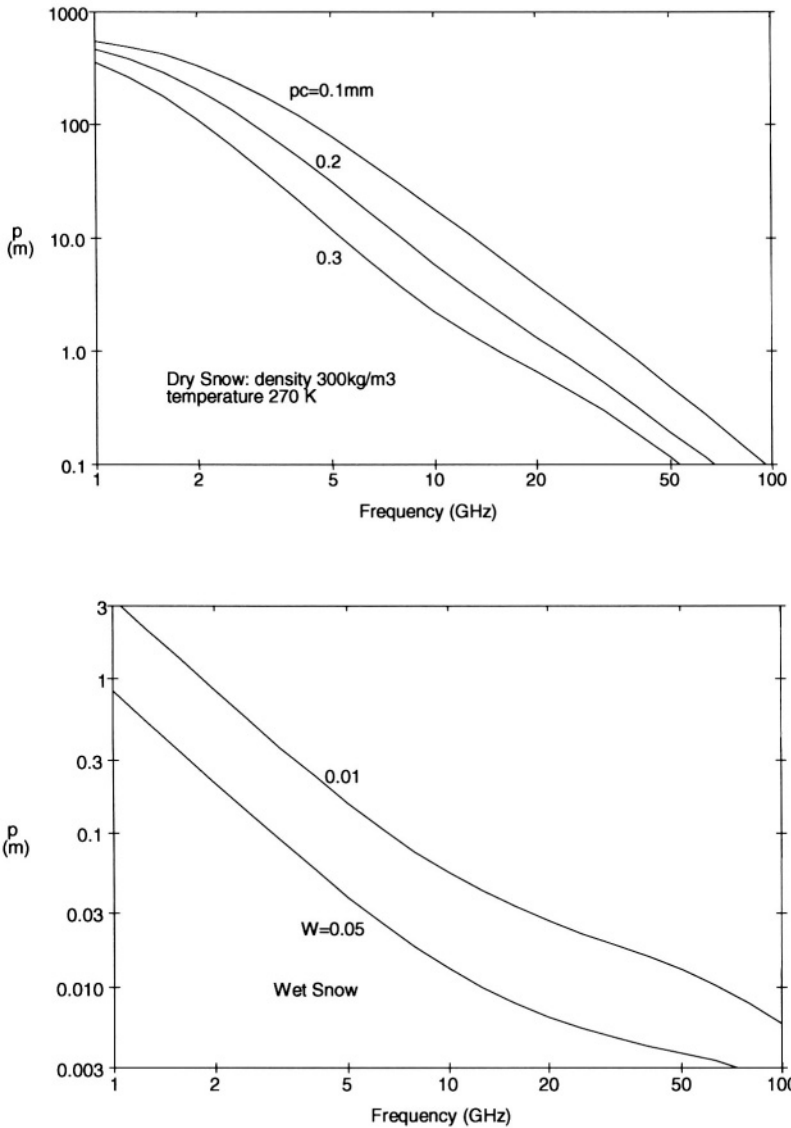 1000
pc=0.1mm
100
0.2
p
(m)
10.0
0.3
1.0
Dry Snow: density 300kg/m3
temperature 270 K
0.1
1 2 5 10 20 50 100
Frequency (GHz)
3
1
0.3
0.01
p
(m)
0.1
0.03
W=0.05
0.010
Wet Snow
0.003
1 2 5 10 20 50 100
Frequency (GHz)